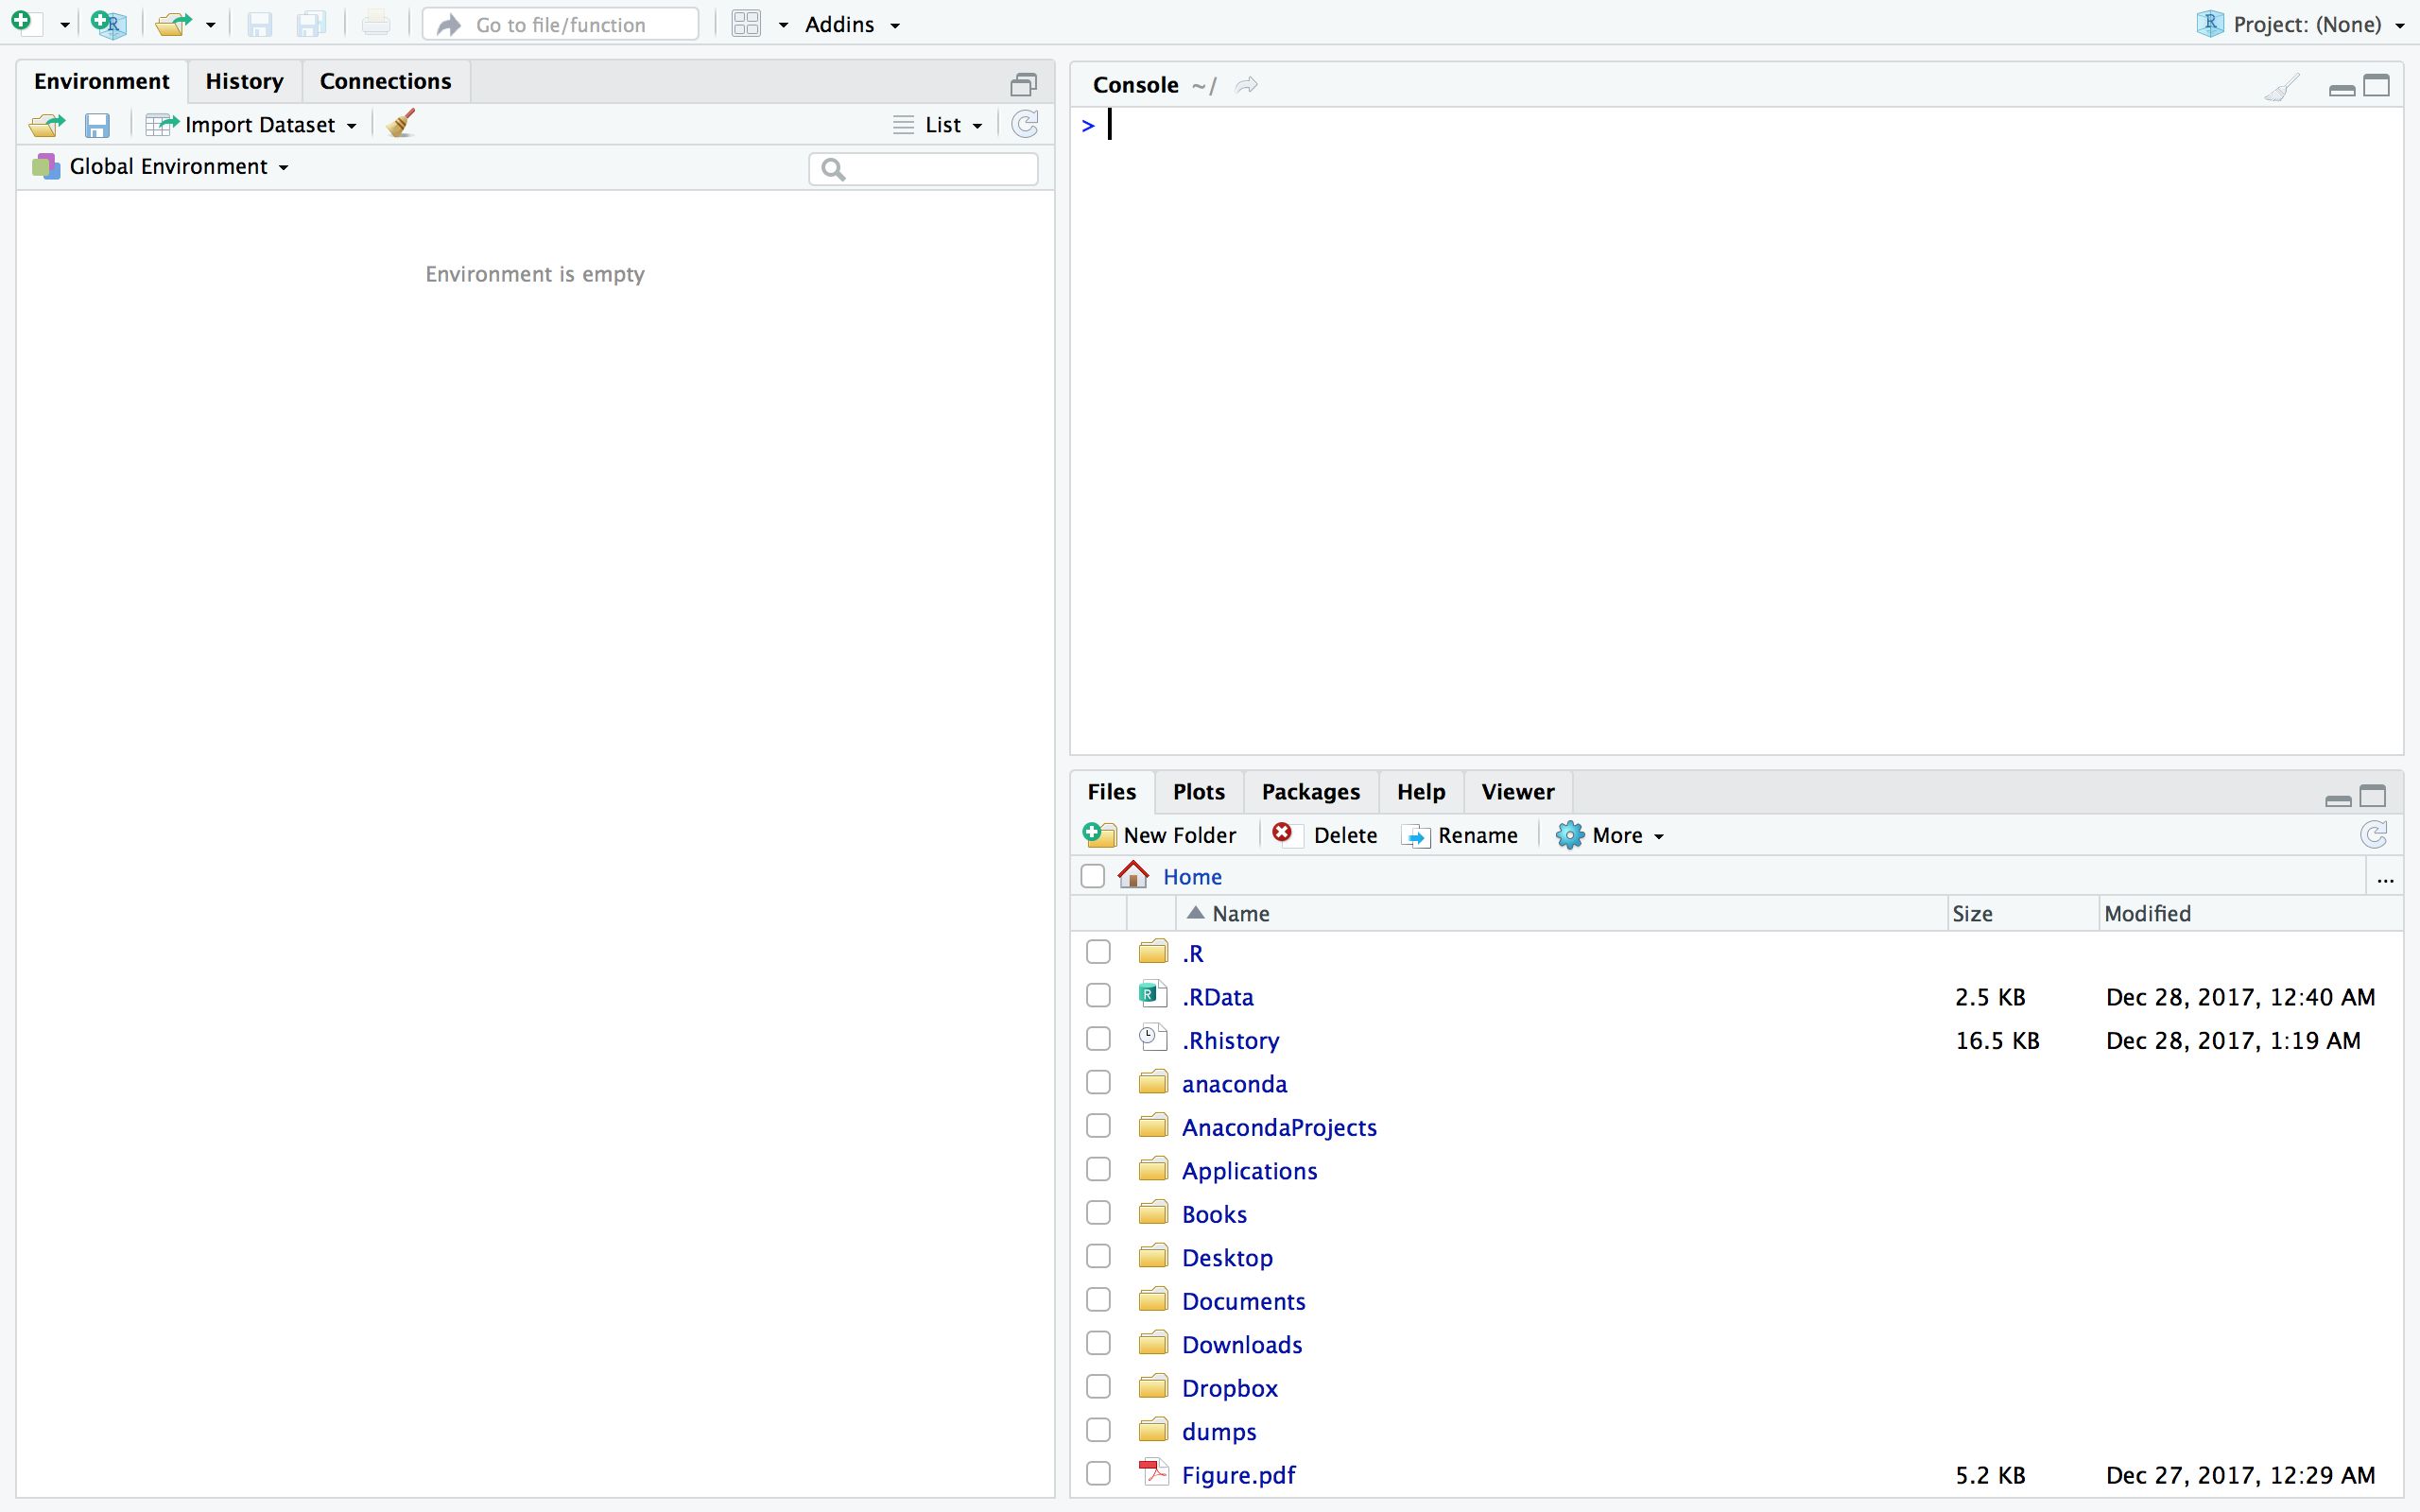 Go to file/function
Addins
Project: (None)
Environment
History
Connections
Import Dataset
List
Global Environment
Environment is empty
Console ~/
>
Files
Plots
Packages
Help
Viewer
New Folder
Delete
Rename
More
Home
...
Name Size Modified
.R
.RData 2.5 KB Dec 28, 2017, 12:40 AM
.Rhistory 16.5 KB Dec 28, 2017, 1:19 AM
anaconda
AnacondaProjects
Applications
Books
Desktop
Documents
Downloads
Dropbox
dumps
Figure.pdf 5.2 KB Dec 27, 2017, 12:29 AM